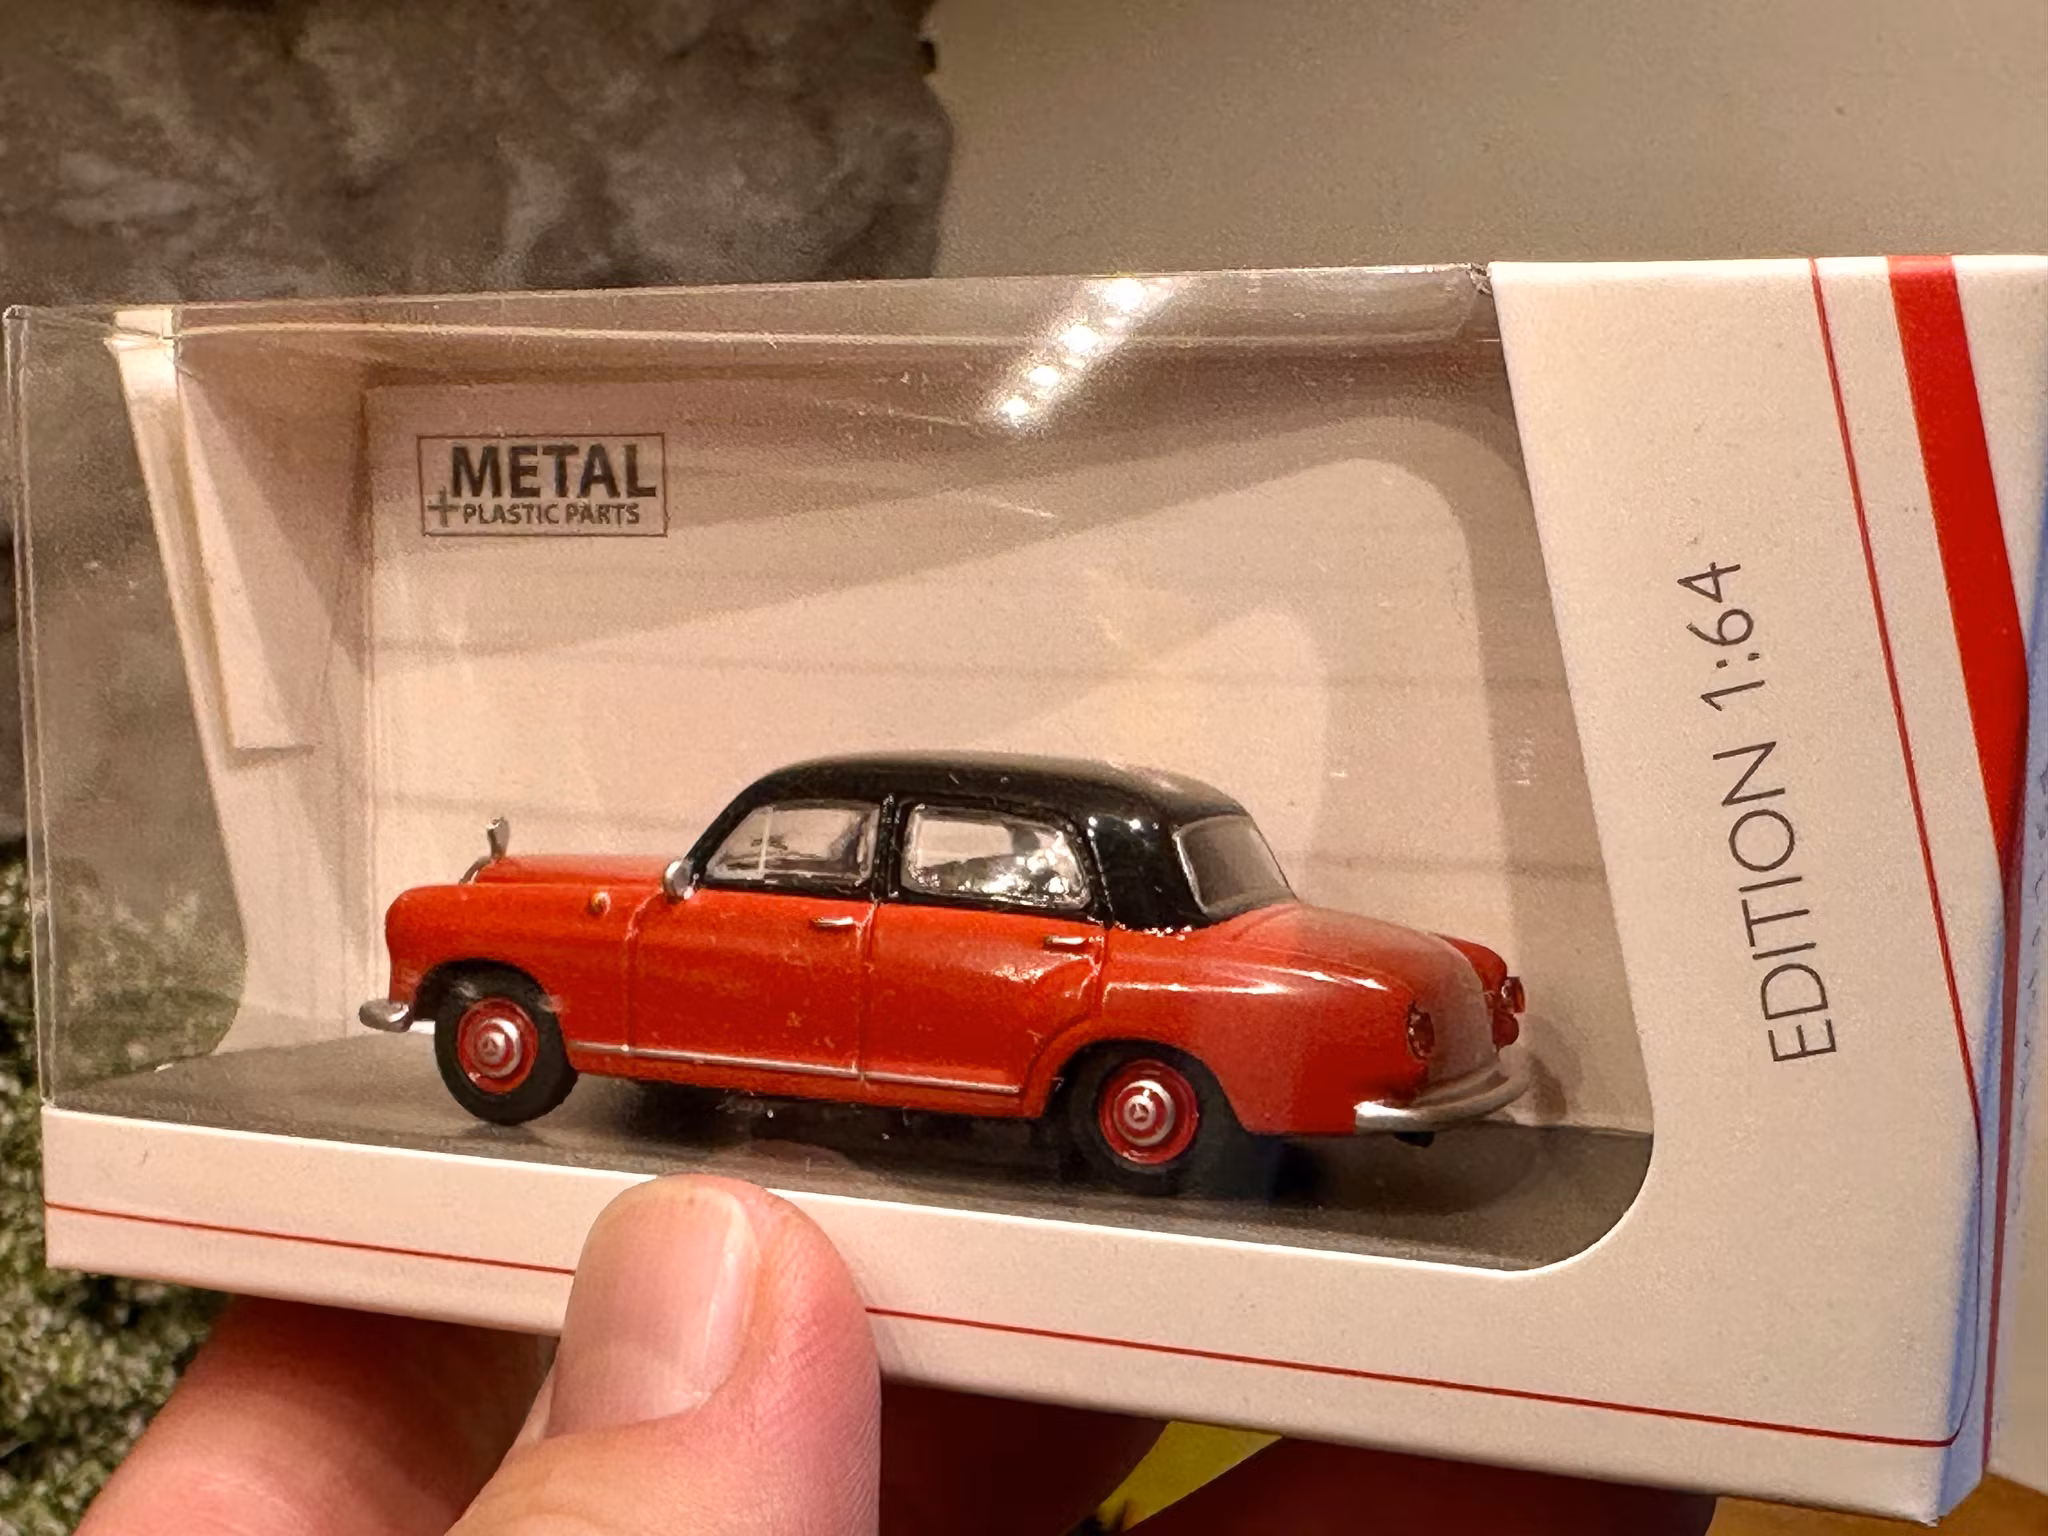 METAL
+PLASTIC PARTS
EDITION 1:64